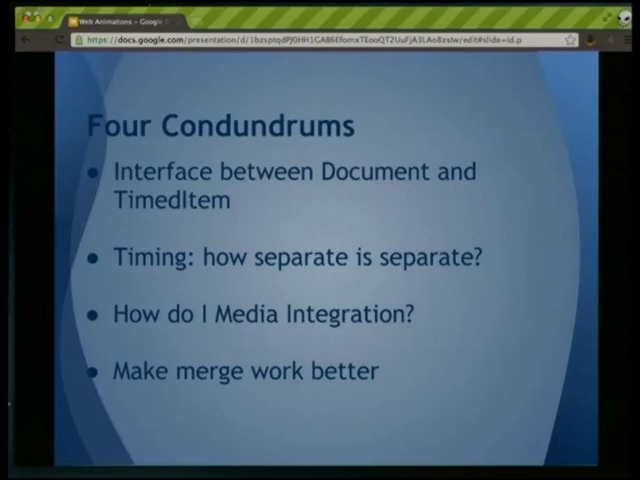 Web Animations - Google
https://docs.google.com/presentation/d/
Four Condundrums
Interface between Document and
TimedItem
Timing: how separate is separate?
How do I Media Integration?
Make merge work better